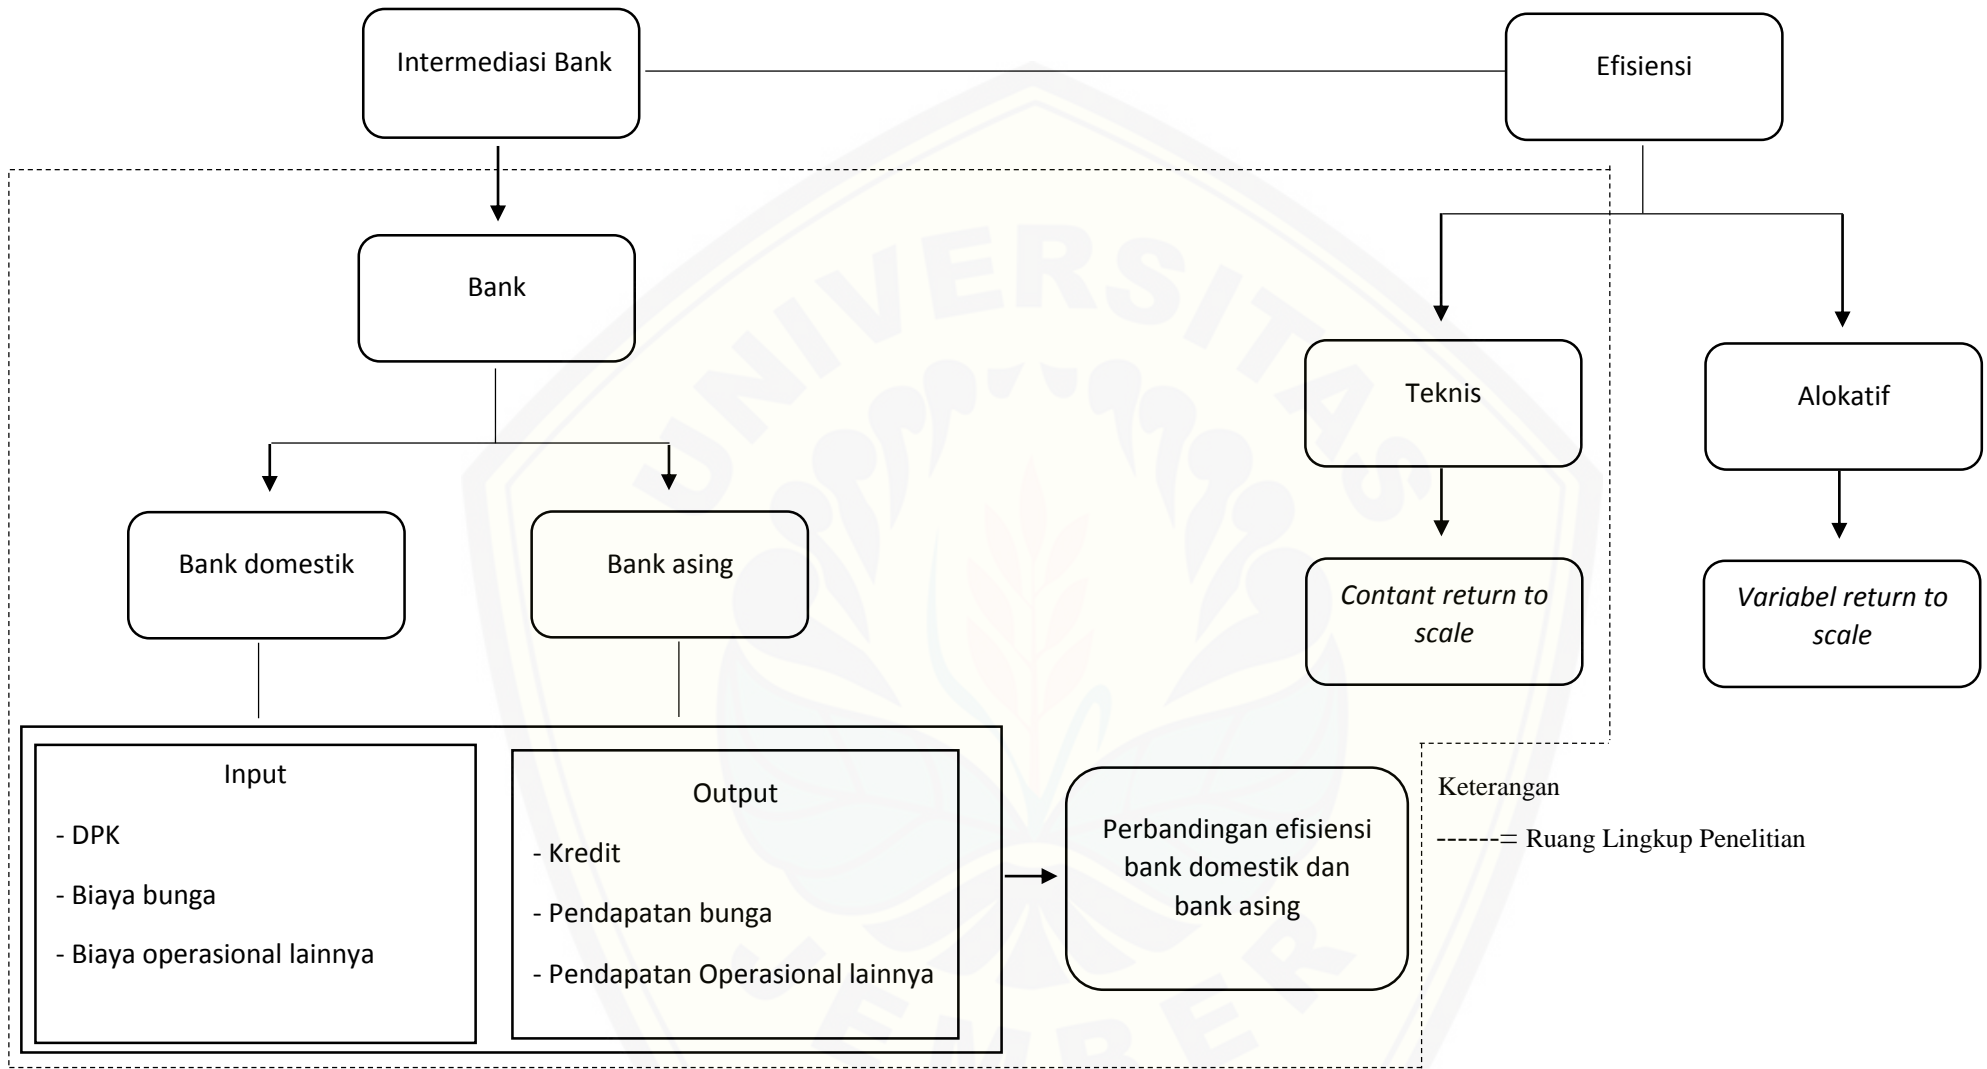 Intermediasi Bank
Efisiensi
Bank
Teknis
Alokatif
Bank domestik
Bank asing
Contant return to
scale
Variabel return to
scale
Input
- DPK
- Biaya bunga
- Biaya operasional lainnya
Output
- Kredit
- Pendapatan bunga
- Pendapatan Operasional lainnya
Perbandingan efisiensi
bank domestik dan
bank asing
Keterangan
------= Ruang Lingkup Penelitian
UNIVERSITAS
JEMBER